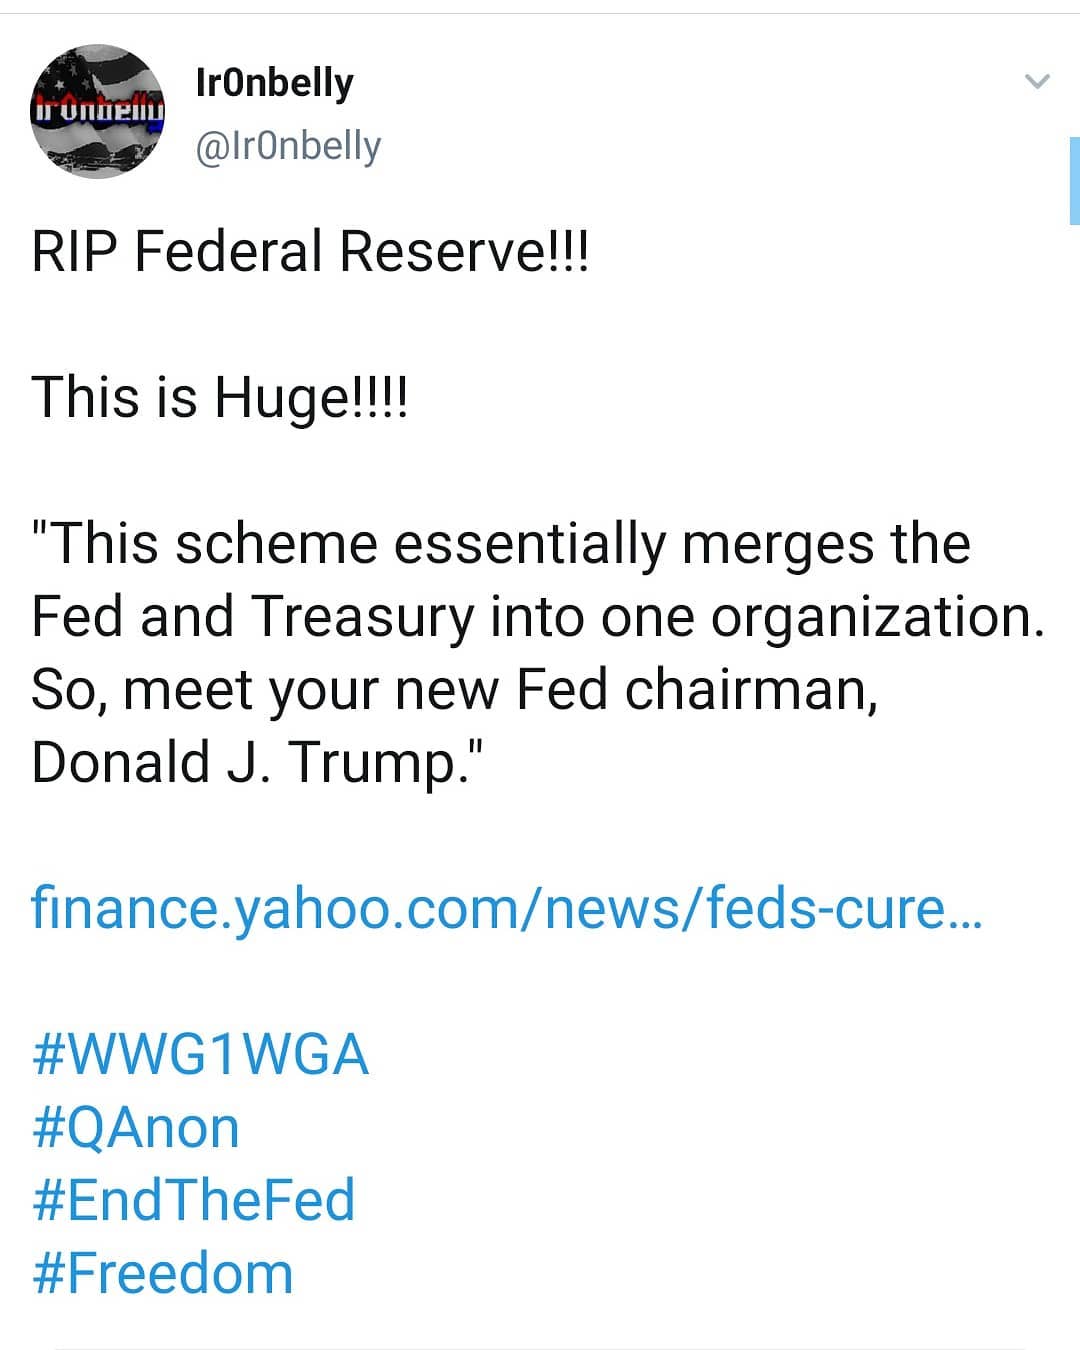 Ir0nbelly
Ir0nbelly
@Ir0nbelly
RIP Federal Reserve!!!
This is Huge!!!!
"This scheme essentially merges the
Fed and Treasury into one organization.
So, meet your new Fed chairman,
Donald J. Trump."
finance.yahoo.com/news/feds-cure…
#WWG1WGA
#QAnon
#EndTheFed
#Freedom